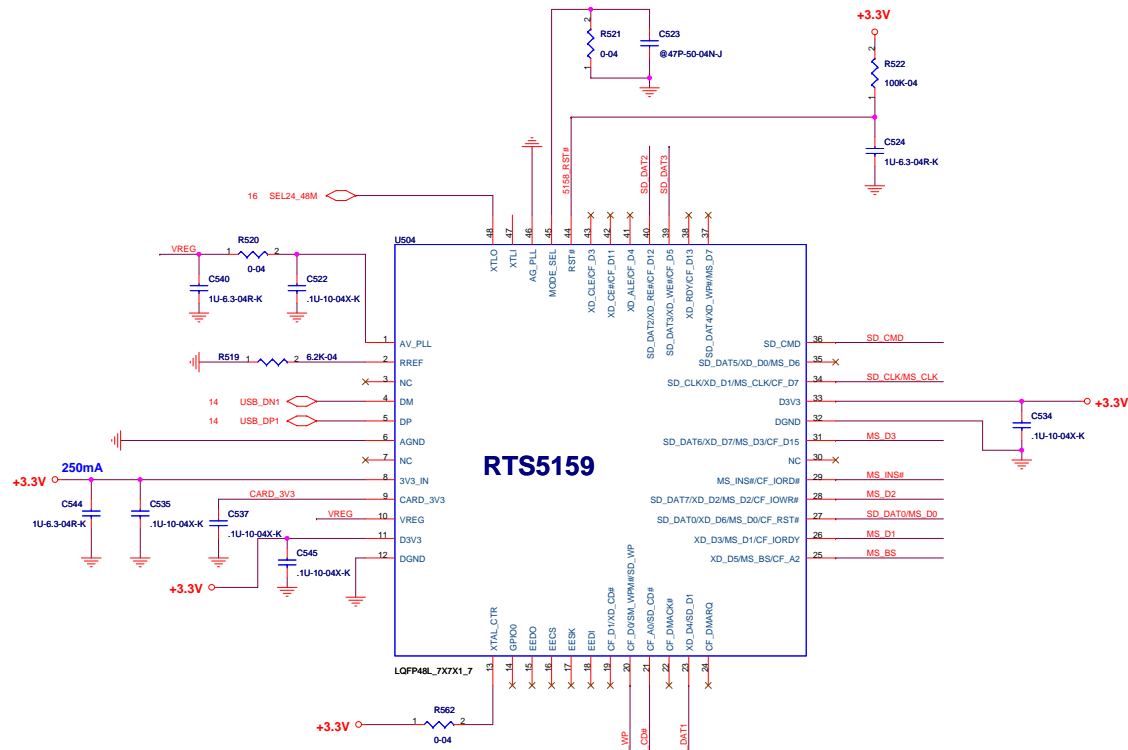 2
R521
0-04
1
C523
@47P-50-04N-J
+3.3V
2
R522
100K-04
1
C524
1U-6.3-04R-K
5158_RST#
SD_DAT2
SD_DAT3
16 SEL24_48M
U504
48
47
46
45
44
43
42
41
40
39
38
37
XTLO
XTLI
AG_PLL
MODE_SEL
RST#
XD_CLE/CF_D3
XD_CE#/CF_D11
XD_ALE/CF_D4
SD_DAT2/XD_RE#/CF_D12
SD_DAT3/XD_WE#/CF_D5
XD_RDY/CF_D13
SD_DAT4/XD_WP#/MS_D7
VREG
R520
1 2
0-04
C540
1U-6.3-04R-K
C522
.1U-10-04X-K
1 AV_PLL
R519 1 2 6.2K-04
2 RREF
3 NC
14 USB_DN1
4 DM
14 USB_DP1
5 DP
6 AGND
7 NC
250mA
+3.3V
8 3V3_IN
C544
1U-6.3-04R-K
C535
.1U-10-04X-K
CARD_3V3
9 CARD_3V3
C537
.1U-10-04X-K
VREG
10 VREG
11 D3V3
C545
.1U-10-04X-K
12 DGND
+3.3V
RTS5159
SD_CMD 36 SD_CMD
SD_DAT5/XD_D0/MS_D6 35
SD_CLK/XD_D1/MS_CLK/CF_D7 34 SD_CLK/MS_CLK
D3V3 33
+3.3V
DGND 32
C534
.1U-10-04X-K
SD_DAT6/XD_D7/MS_D3/CF_D15 31 MS_D3
NC 30
MS_INS#/CF_IORD# 29 MS_INS#
SD_DAT7/XD_D2/MS_D2/CF_IOWR# 28 MS_D2
SD_DAT0/XD_D6/MS_D0/CF_RST# 27 SD_DAT0/MS_D0
XD_D3/MS_D1/CF_IORDY 26 MS_D1
XD_D5/MS_BS/CF_A2 25 MS_BS
XTAL_CTR
GPIO0
EEDO
EECS
EESK
EEDI
CF_D1/XD_CD#
CF_D0/SM_WPM#/SD_WP
CF_A0/SD_CD#
CF_DMACK#
XD_D4/SD_D1
CF_DMARQ
13
14
15
16
17
18
19
20
21
22
23
24
LQFP48L_7X7X1_7
+3.3V
R562
1 2
0-04
WP
CD#
DAT1